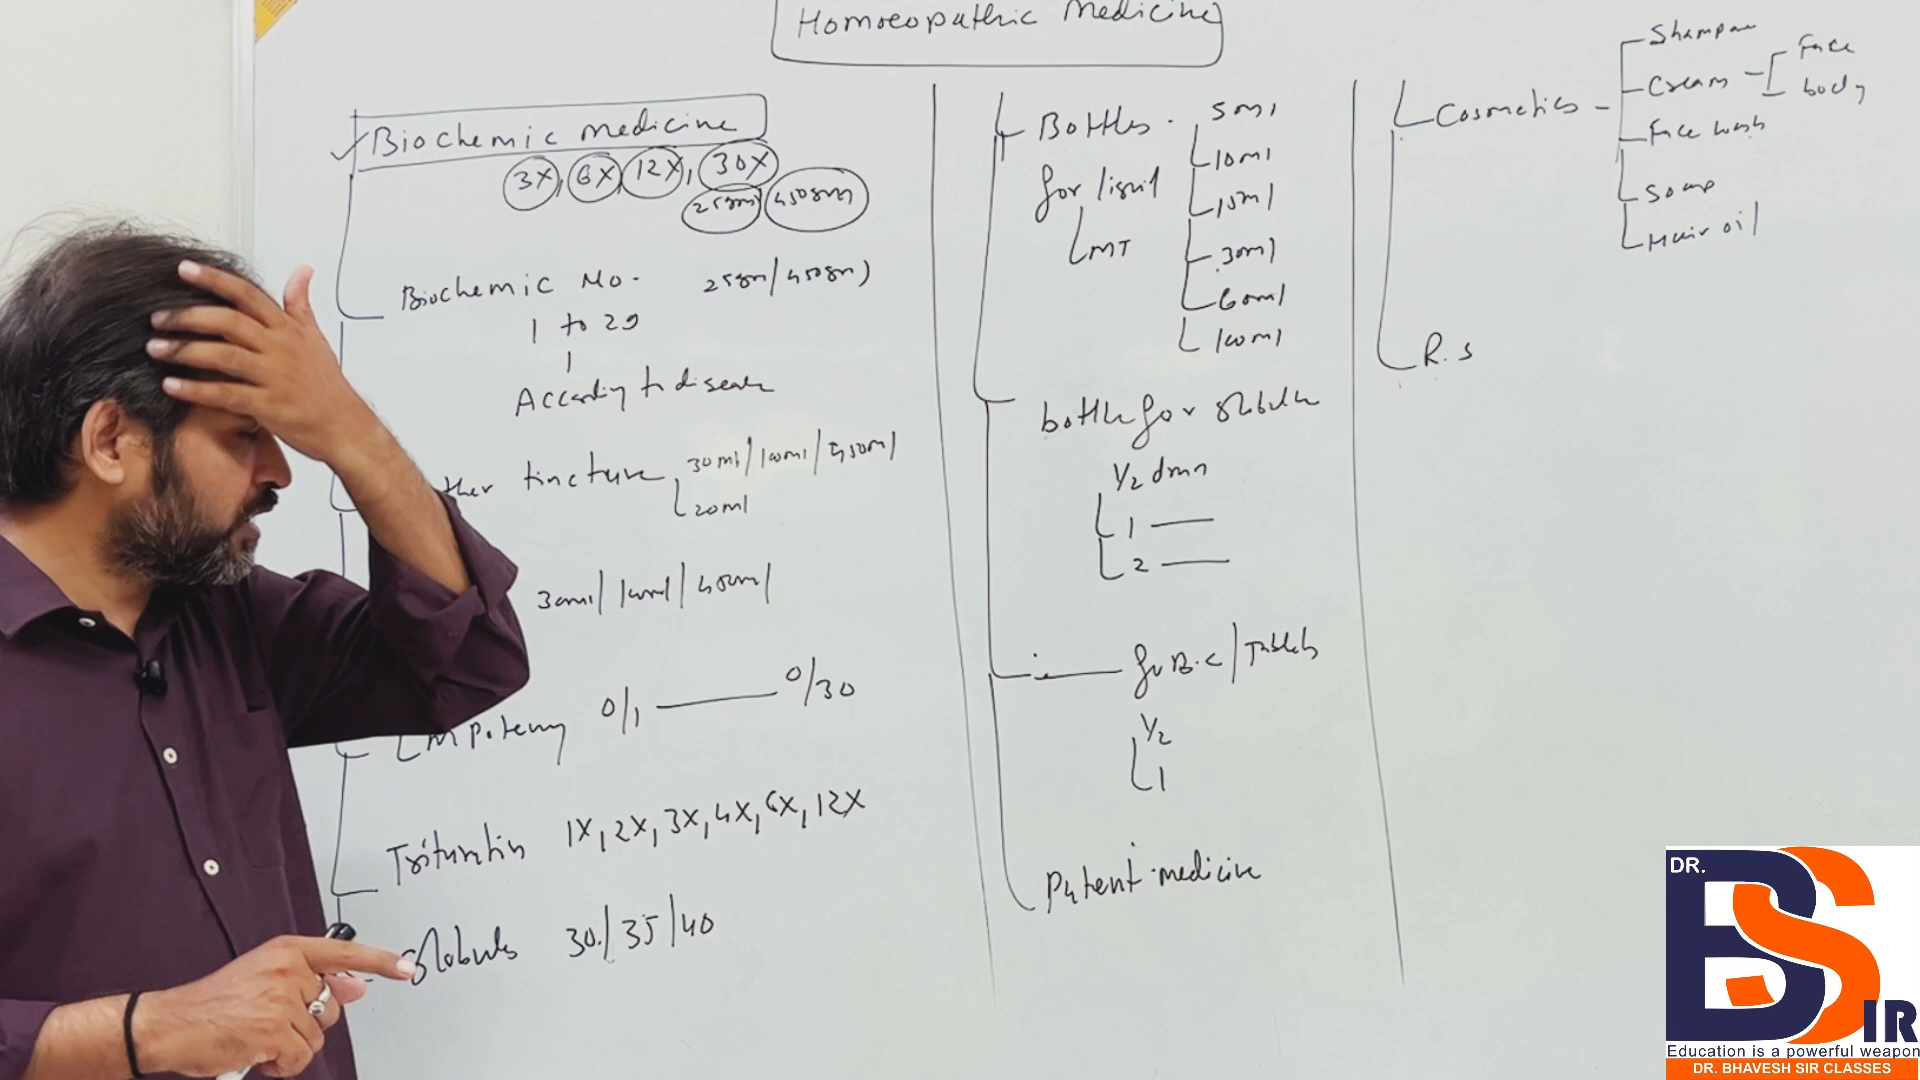 Homoeopathic Medicine
Biochemic medicine
3X, 6X, 12X, 30X
25gm 450gm
Biochemic No. 25gm/450gm
1 to 29
According to disease
ther tincture 30ml/100ml/450ml
20ml
30ml/100ml/450ml
LM Potency 0/1 — 0/30
Trituration 1X, 2X, 3X, 4X, 6X, 12X
Globules 30/35/40
Bottles
for liquid
MT
5ml
10ml
15ml
30ml
60ml
100ml
bottle for globule
1/2 dram
1 —
2 —
— for B.C/Tablets
1/2
1
Patent medicine
Cosmetics
Shampoo
Cream
Face
body
Face wash
Soap
Hair oil
R.S
DR.
BSIR
Education is a powerful weapon
DR. BHAVESH SIR CLASSES